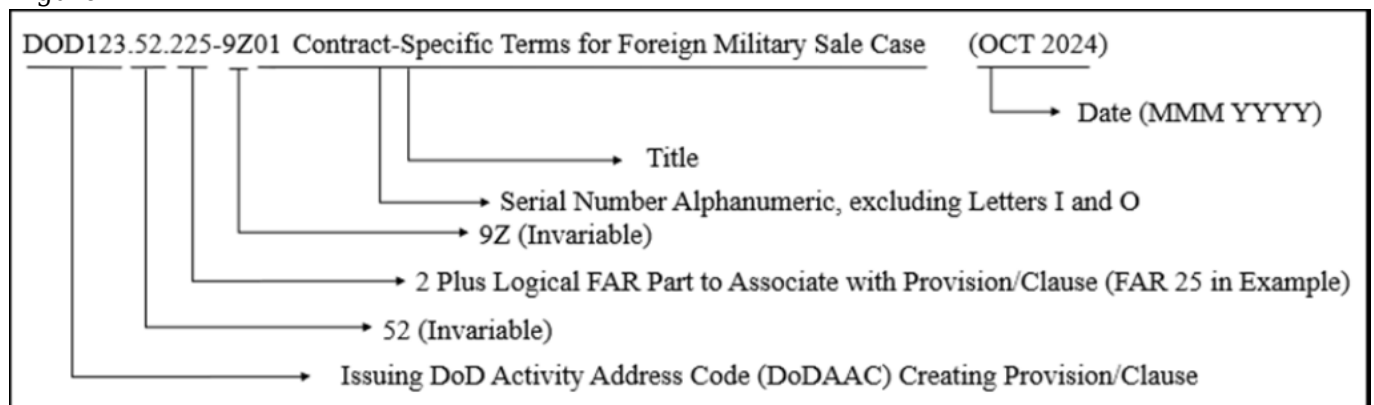 DOD123.52.225-9Z01 Contract-Specific Terms for Foreign Military Sale Case (OCT 2024)
Date (MMM YYYY)
Title
Serial Number Alphanumeric, excluding Letters I and O
9Z (Invariable)
2 Plus Logical FAR Part to Associate with Provision/Clause (FAR 25 in Example)
52 (Invariable)
Issuing DoD Activity Address Code (DoDAAC) Creating Provision/Clause